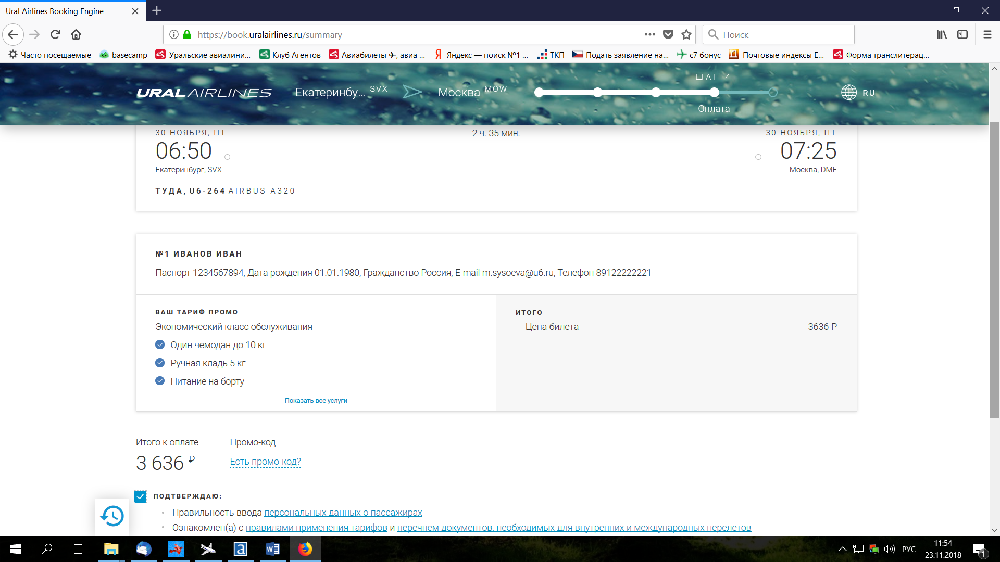 Ural Airlines Booking Engine
https://book.uralairlines.ru/summary
Поиск
Часто посещаемые
basecamp
Уральские авиалини...
Клуб Агентов
Авиабилеты ✈, авиа ...
Яндекс — поиск №1 ...
ТКП
Подать заявление на...
с7 бонус
Почтовые индексы Е...
Форма транслитерац...
ШАГ 4
URAL AIRLINES
Екатеринбу... SVX
Москва MOW
RU
Оплата
30 НОЯБРЯ, ПТ
2 ч. 35 мин.
30 НОЯБРЯ, ПТ
06:50
07:25
Екатеринбург, SVX
Москва, DME
ТУДА, U6-264 AIRBUS A320
№1 ИВАНОВ ИВАН
Паспорт 1234567894, Дата рождения 01.01.1980, Гражданство Россия, E-mail m.sysoeva@u6.ru, Телефон 89122222221
ВАШ ТАРИФ ПРОМО
Экономический класс обслуживания
Один чемодан до 10 кг
Ручная кладь 5 кг
Питание на борту
Показать все услуги
ИТОГО
Цена билета 3636 ₽
Итого к оплате
3 636 ₽
Промо-код
Есть промо-код?
ПОДТВЕРЖДАЮ:
• Правильность ввода персональных данных о пассажирах
• Ознакомлен(а) с правилами применения тарифов и перечнем документов, необходимых для внутренних и международных перелетов
РУС
11:54
23.11.2018
1